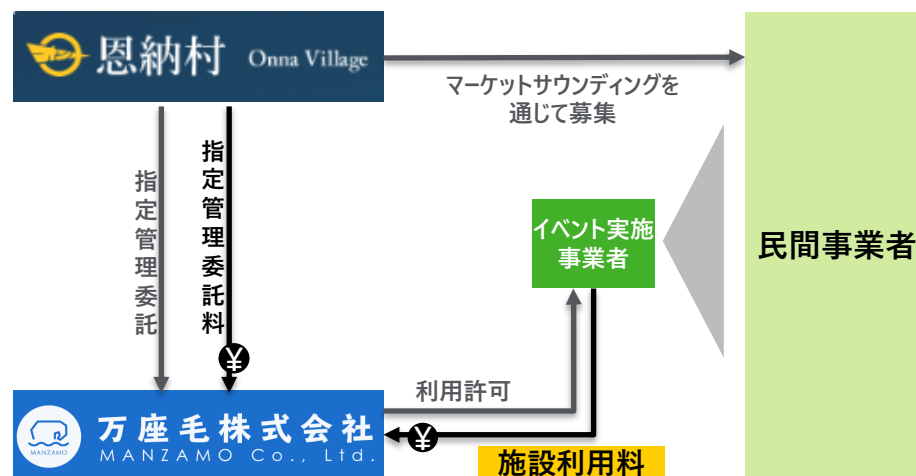 恩納村 Onna Village
マーケットサウンディングを
通じて募集
指定管理委託
指定管理委託料
¥
イベント実施
事業者
民間事業者
利用許可
¥
施設利用料
MANZAMO
万座毛株式会社
MANZAMO Co., Ltd.